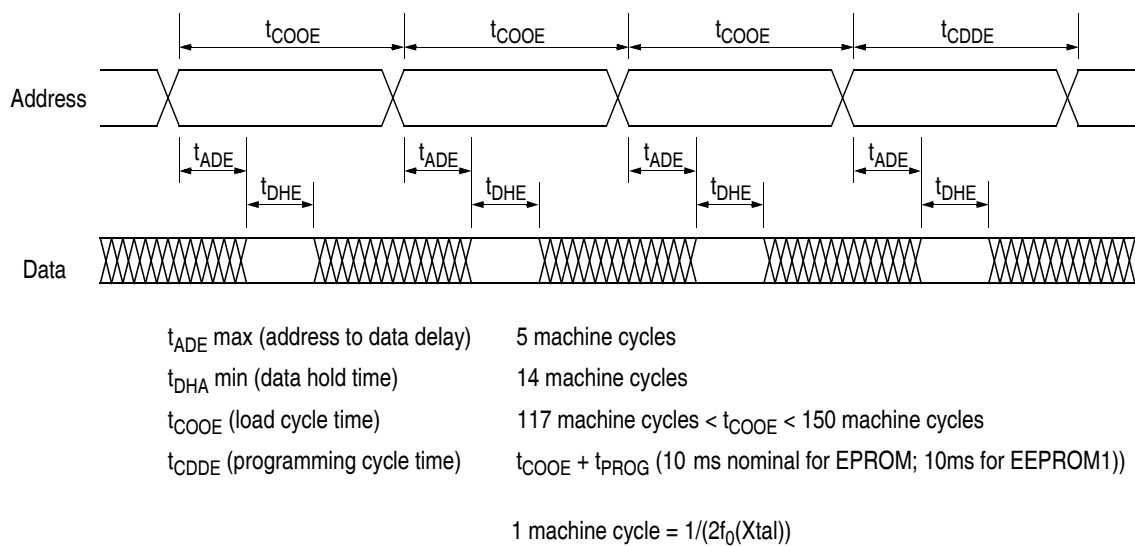 tCOOE tCOOE tCOOE tCDDE
Address
tADE tADE tADE tADE
tDHE tDHE tDHE tDHE
Data
tADE max (address to data delay) 5 machine cycles
tDHA min (data hold time) 14 machine cycles
tCOOE (load cycle time) 117 machine cycles < tCOOE < 150 machine cycles
tCDDE (programming cycle time) tCOOE + tPROG (10 ms nominal for EPROM; 10ms for EEPROM1))
1 machine cycle = 1/(2f0(Xtal))